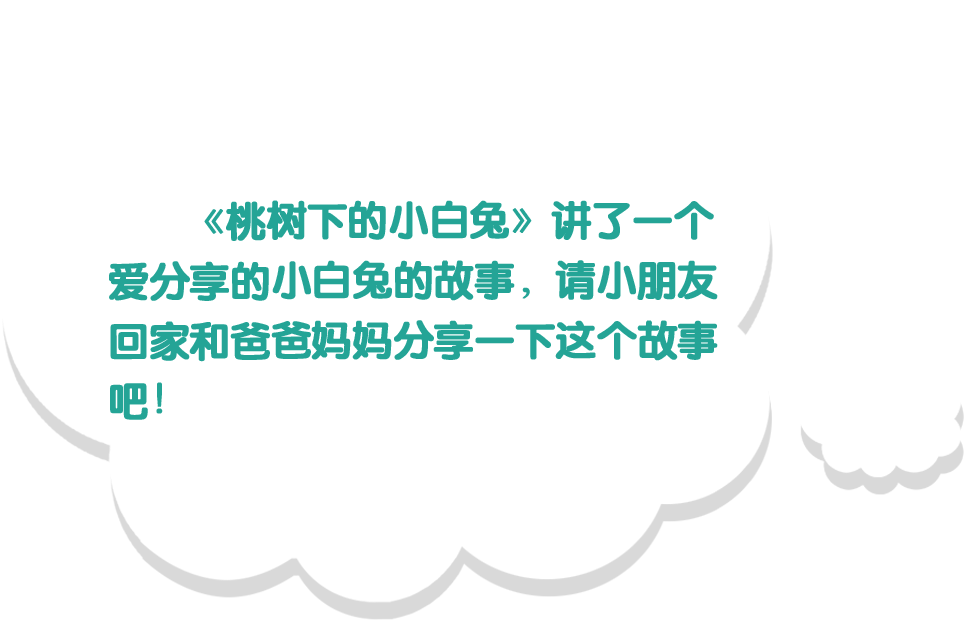 《桃树下的小白兔》讲了一个
爱分享的小白兔的故事，请小朋友
回家和爸爸妈妈分享一下这个故事
吧！